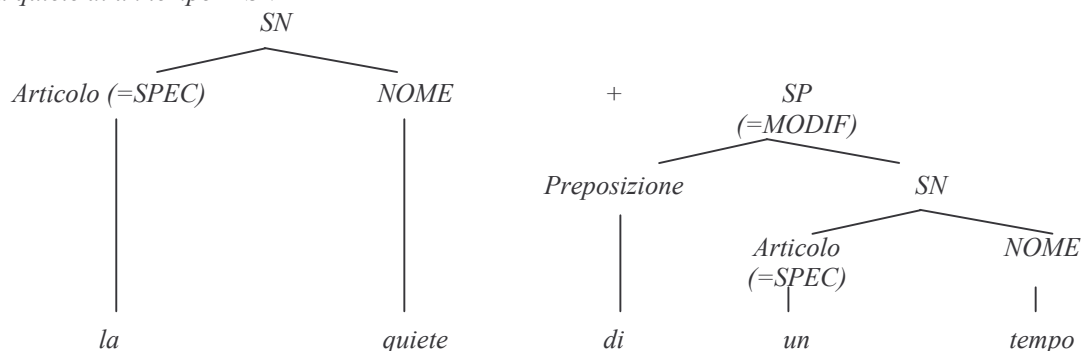 SN
Articolo (=SPEC) NOME + SP
(=MODIF)
Preposizione SN
Articolo NOME
(=SPEC)
la quiete di un tempo